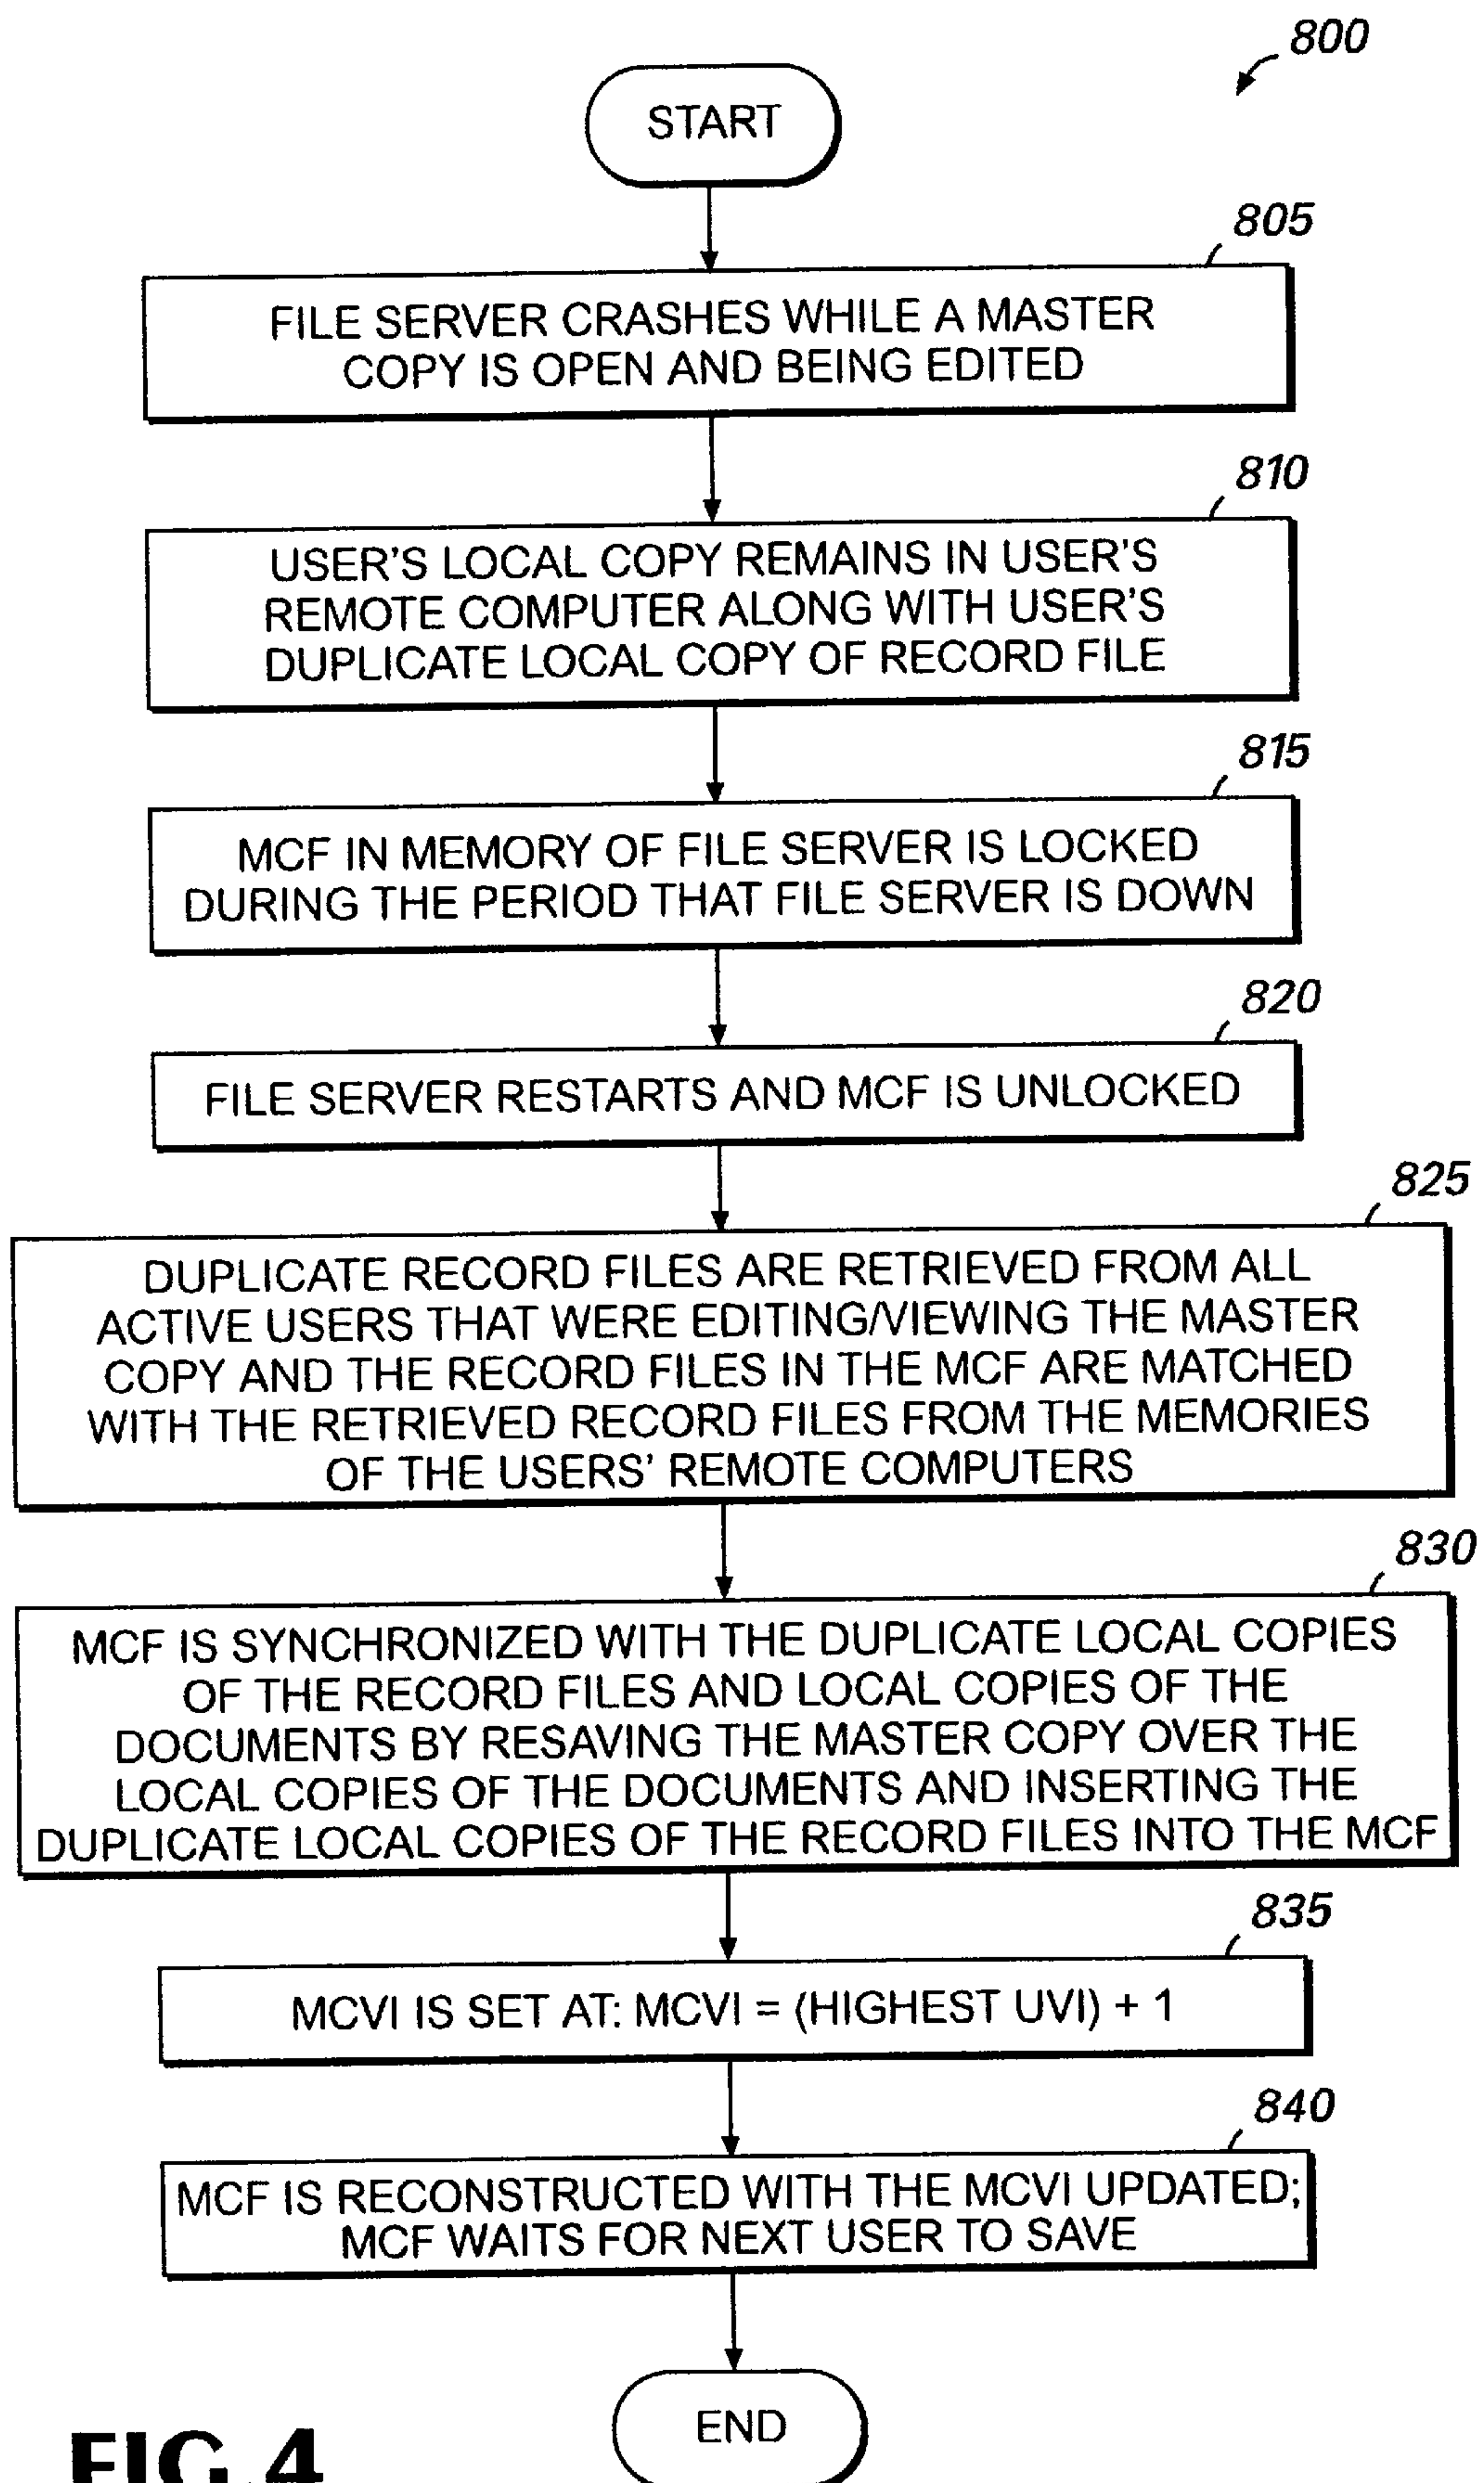 800
START
805
FILE SERVER CRASHES WHILE A MASTER
COPY IS OPEN AND BEING EDITED
810
USER'S LOCAL COPY REMAINS IN USER'S
REMOTE COMPUTER ALONG WITH USER'S
DUPLICATE LOCAL COPY OF RECORD FILE
815
MCF IN MEMORY OF FILE SERVER IS LOCKED
DURING THE PERIOD THAT FILE SERVER IS DOWN
820
FILE SERVER RESTARTS AND MCF IS UNLOCKED
825
DUPLICATE RECORD FILES ARE RETRIEVED FROM ALL
ACTIVE USERS THAT WERE EDITING/VIEWING THE MASTER
COPY AND THE RECORD FILES IN THE MCF ARE MATCHED
WITH THE RETRIEVED RECORD FILES FROM THE MEMORIES
OF THE USERS' REMOTE COMPUTERS
830
MCF IS SYNCHRONIZED WITH THE DUPLICATE LOCAL COPIES
OF THE RECORD FILES AND LOCAL COPIES OF THE
DOCUMENTS BY RESAVING THE MASTER COPY OVER THE
LOCAL COPIES OF THE DOCUMENTS AND INSERTING THE
DUPLICATE LOCAL COPIES OF THE RECORD FILES INTO THE MCF
835
MCVI IS SET AT: MCVI = (HIGHEST UVI) + 1
840
MCF IS RECONSTRUCTED WITH THE MCVI UPDATED;
MCF WAITS FOR NEXT USER TO SAVE
END
FIG.4